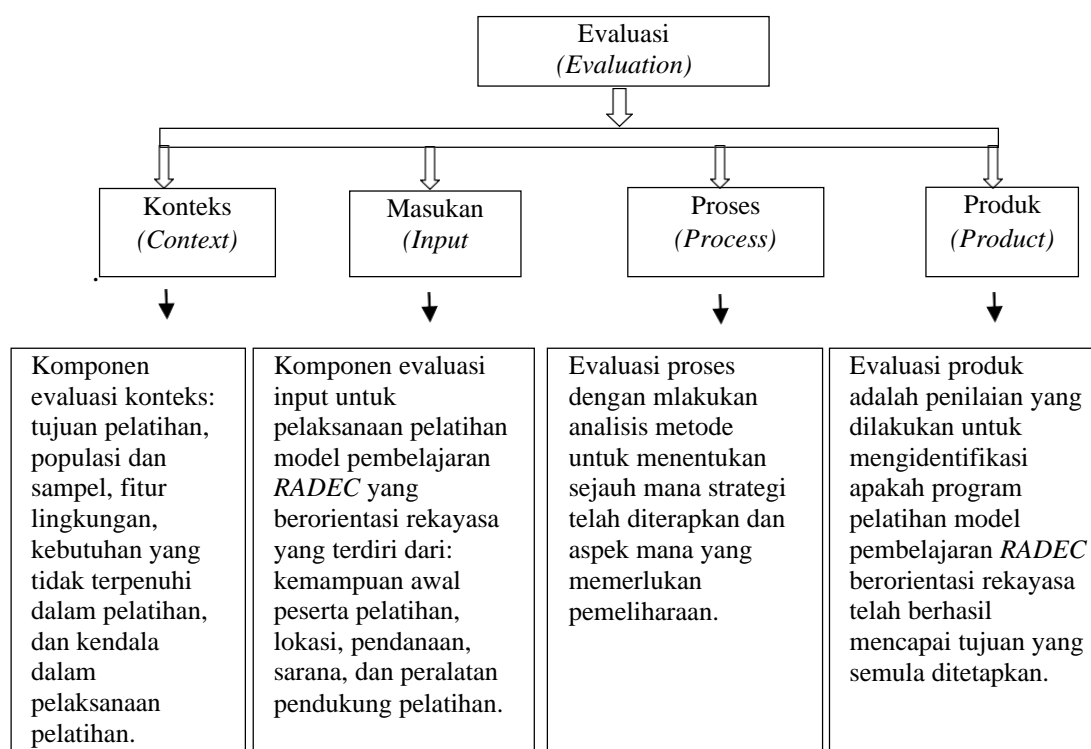 Evaluasi
(Evaluation)
Konteks
(Context)
Masukan
(Input
Proses
(Process)
Produk
(Product)
.
Komponen
evaluasi konteks:
tujuan pelatihan,
populasi dan
sampel, fitur
lingkungan,
kebutuhan yang
tidak terpenuhi
dalam pelatihan,
dan kendala
dalam
pelaksanaan
pelatihan.
Komponen evaluasi
input untuk
pelaksanaan pelatihan
model pembelajaran
RADEC yang
berorientasi rekayasa
yang terdiri dari:
kemampuan awal
peserta pelatihan,
lokasi, pendanaan,
sarana, dan peralatan
pendukung pelatihan.
Evaluasi proses
dengan mlakukan
analisis metode
untuk menentukan
sejauh mana strategi
telah diterapkan dan
aspek mana yang
memerlukan
pemeliharaan.
Evaluasi produk
adalah penilaian yang
dilakukan untuk
mengidentifikasi
apakah program
pelatihan model
pembelajaran RADEC
berorientasi rekayasa
telah berhasil
mencapai tujuan yang
semula ditetapkan.